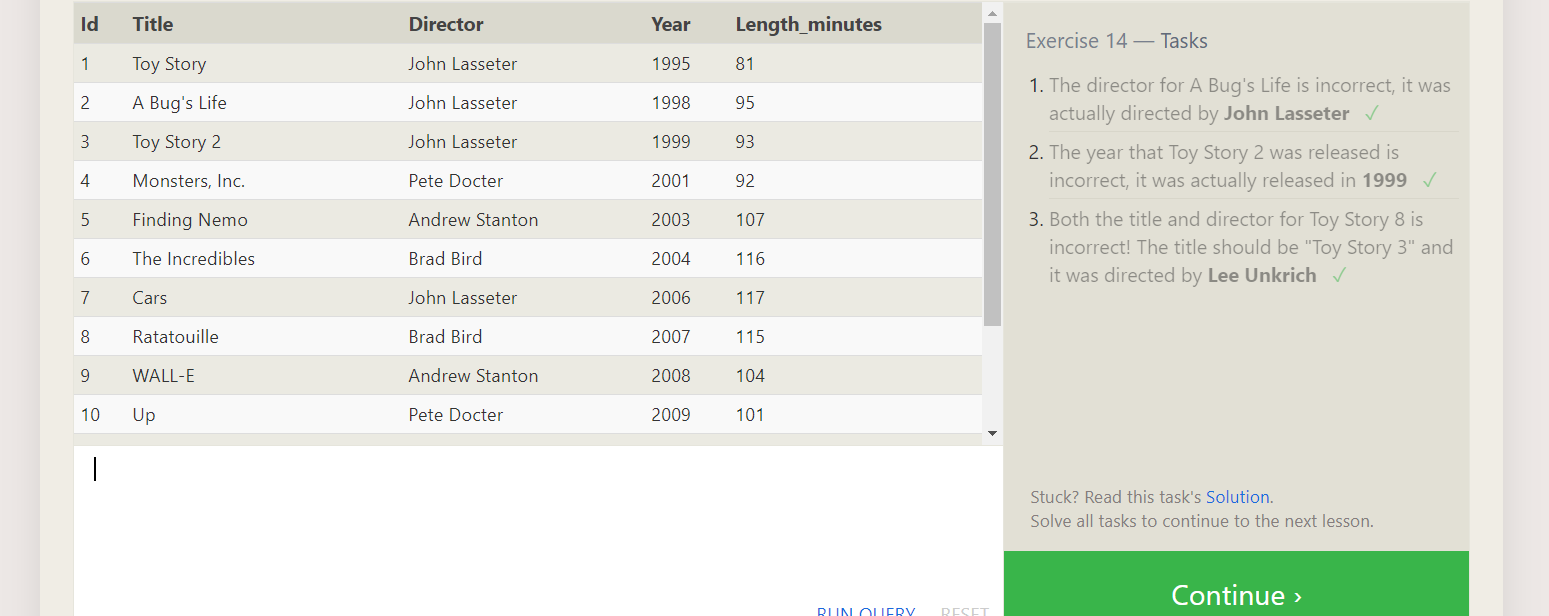 Id Title Director Year Length_minutes
1 Toy Story John Lasseter 1995 81
2 A Bug's Life John Lasseter 1998 95
3 Toy Story 2 John Lasseter 1999 93
4 Monsters, Inc. Pete Docter 2001 92
5 Finding Nemo Andrew Stanton 2003 107
6 The Incredibles Brad Bird 2004 116
7 Cars John Lasseter 2006 117
8 Ratatouille Brad Bird 2007 115
9 WALL-E Andrew Stanton 2008 104
10 Up Pete Docter 2009 101
RUN QUERY RESET
Exercise 14 — Tasks
1. The director for A Bug's Life is incorrect, it was
actually directed by John Lasseter ✓
2. The year that Toy Story 2 was released is
incorrect, it was actually released in 1999 ✓
3. Both the title and director for Toy Story 8 is
incorrect! The title should be "Toy Story 3" and
it was directed by Lee Unkrich ✓
Stuck? Read this task's Solution.
Solve all tasks to continue to the next lesson.
Continue ›